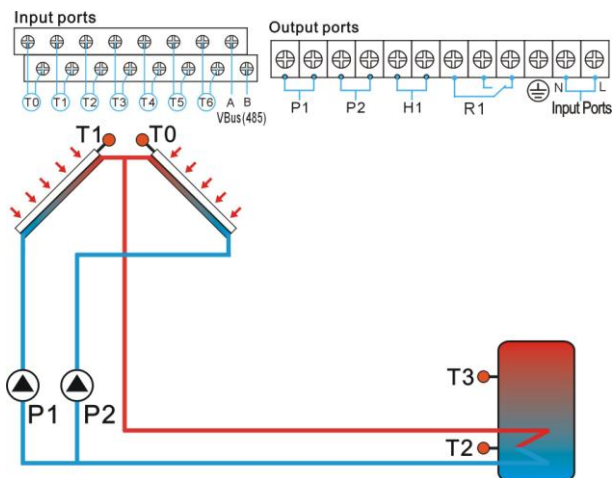 Input ports
T0 T1 T2 T3 T4 T5 T6 A B
VBus(485)
Output ports
P1 P2 H1 R1 N L
Input Ports
T1 T0
P1 P2
T3
T2